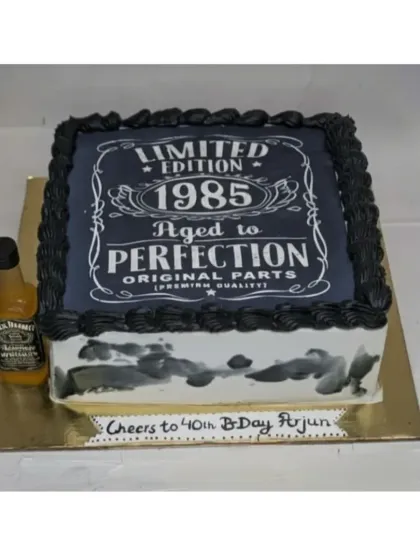 LIMITED
EDITION
1985
Aged to
PERFECTION
ORIGINAL PARTS
[PREMIUM QUALITY]
Cheers to 40th B-Day Arjun